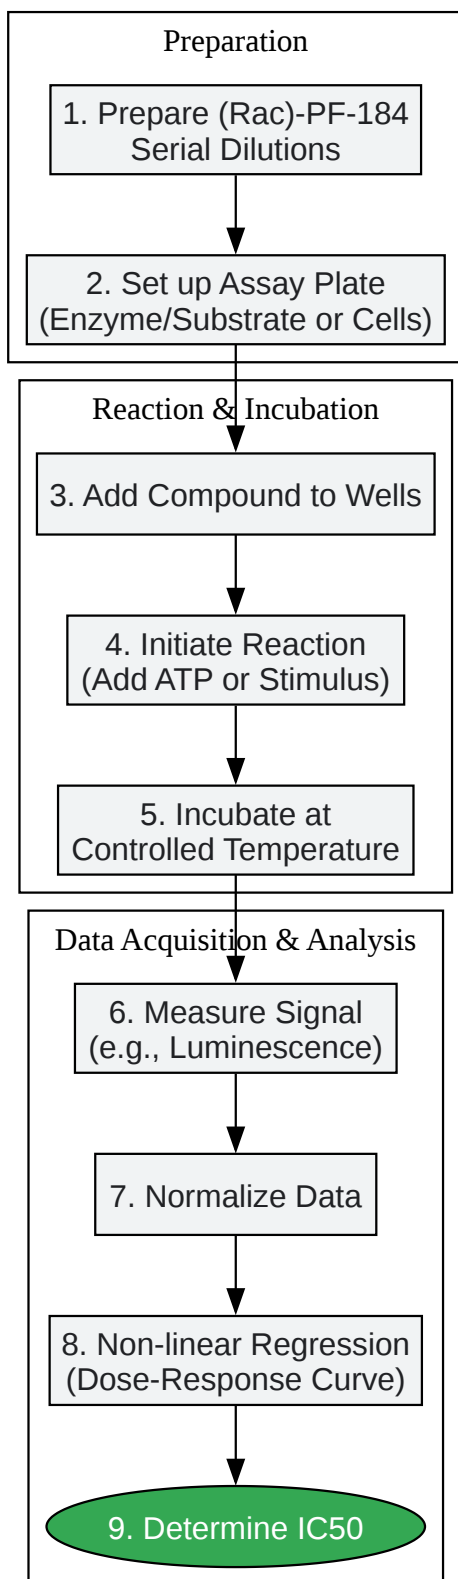 Preparation
1. Prepare (Rac)-PF-184
Serial Dilutions
2. Set up Assay Plate
(Enzyme/Substrate or Cells)
Reaction & Incubation
3. Add Compound to Wells
4. Initiate Reaction
(Add ATP or Stimulus)
5. Incubate at
Controlled Temperature
Data Acquisition & Analysis
6. Measure Signal
(e.g., Luminescence)
7. Normalize Data
8. Non-linear Regression
(Dose-Response Curve)
9. Determine IC50